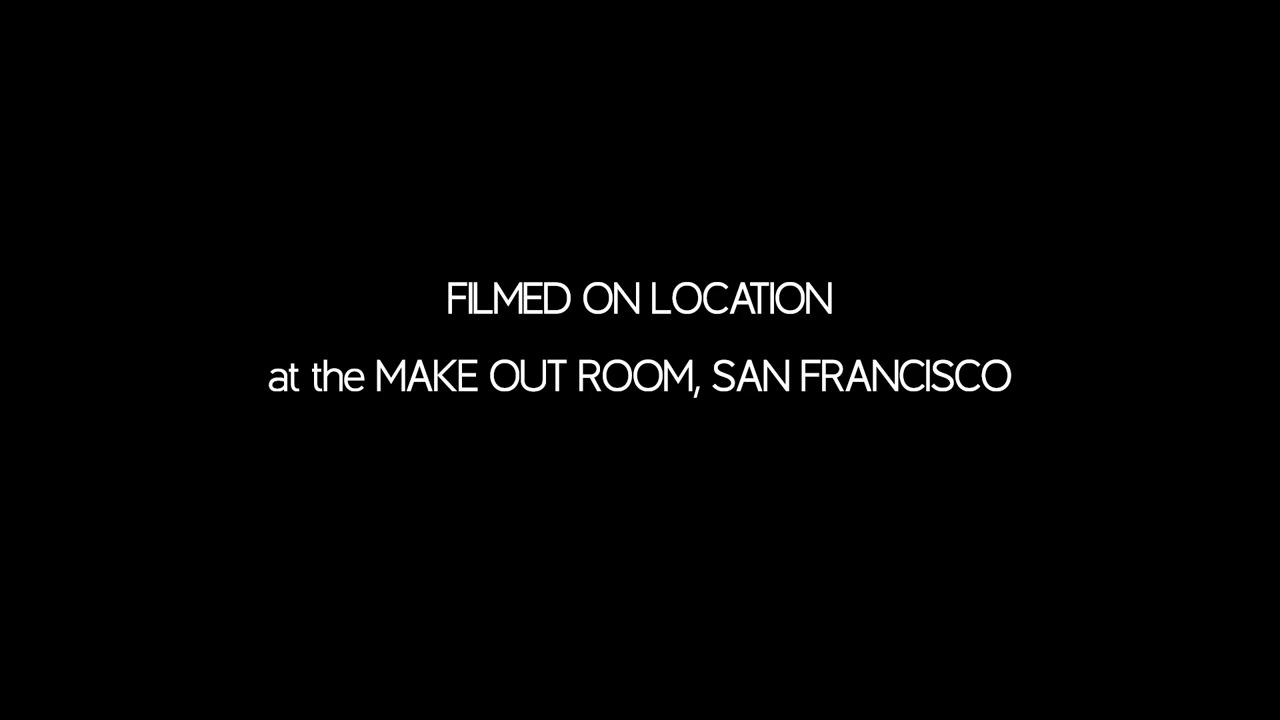 FILMED ON LOCATION
at the MAKE OUT ROOM, SAN FRANCISCO